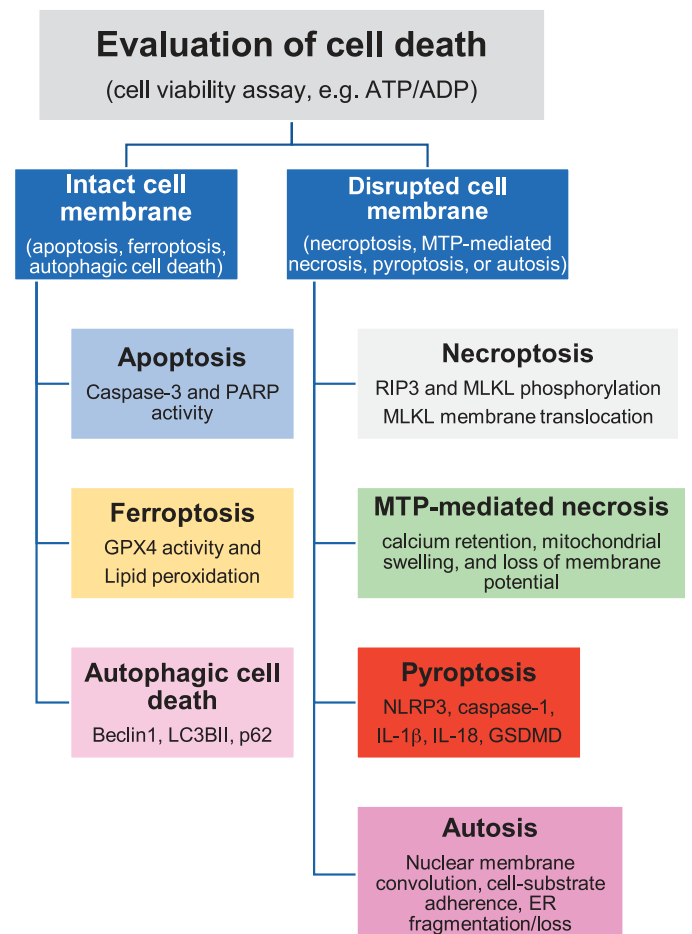 Evaluation of cell death
(cell viability assay, e.g. ATP/ADP)
Intact cell
membrane
(apoptosis, ferroptosis,
autophagic cell death)
Disrupted cell
membrane
(necroptosis, MTP-mediated
necrosis, pyroptosis, or autosis)
Apoptosis
Caspase-3 and PARP
activity
Necroptosis
RIP3 and MLKL phosphorylation
MLKL membrane translocation
Ferroptosis
GPX4 activity and
Lipid peroxidation
MTP-mediated necrosis
calcium retention, mitochondrial
swelling, and loss of membrane
potential
Autophagic cell
death
Beclin1, LC3BII, p62
Pyroptosis
NLRP3, caspase-1,
IL-1β, IL-18, GSDMD
Autosis
Nuclear membrane
convolution, cell-substrate
adherence, ER
fragmentation/loss